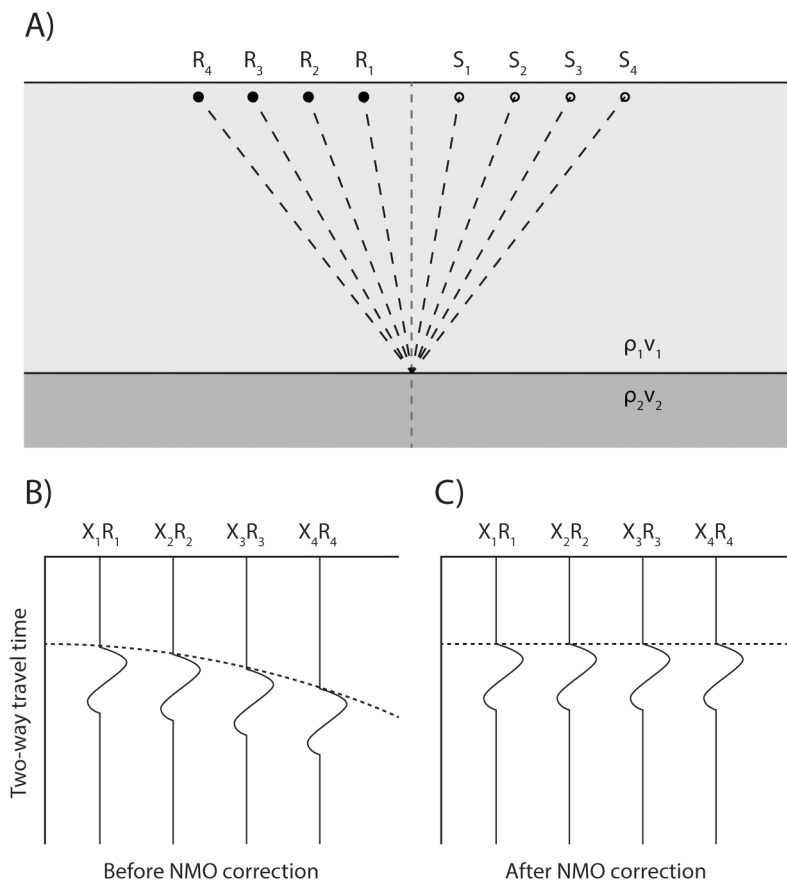 A)
R₄ R₃ R₂ R₁ S₁ S₂ S₃ S₄
ρ₁v₁
ρ₂v₂
B)
X₁R₁ X₂R₂ X₃R₃ X₄R₄
Two-way travel time
Before NMO correction
C)
X₁R₁ X₂R₂ X₃R₃ X₄R₄
After NMO correction